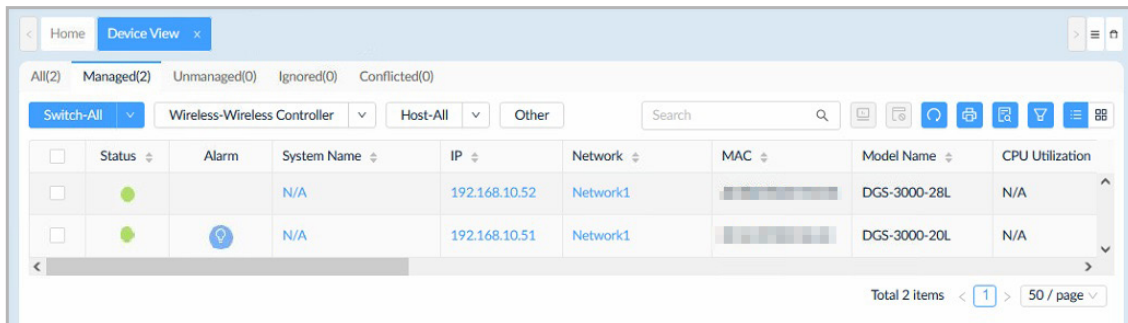 Home Device View x
All(2) Managed(2) Unmanaged(0) Ignored(0) Conflicted(0)
Switch-All Wireless-Wireless Controller Host-All Other Search
Status Alarm System Name IP Network MAC Model Name CPU Utilization
N/A 192.168.10.52 Network1 DGS-3000-28L N/A
N/A 192.168.10.51 Network1 DGS-3000-20L N/A
Total 2 items < 1 > 50 / page